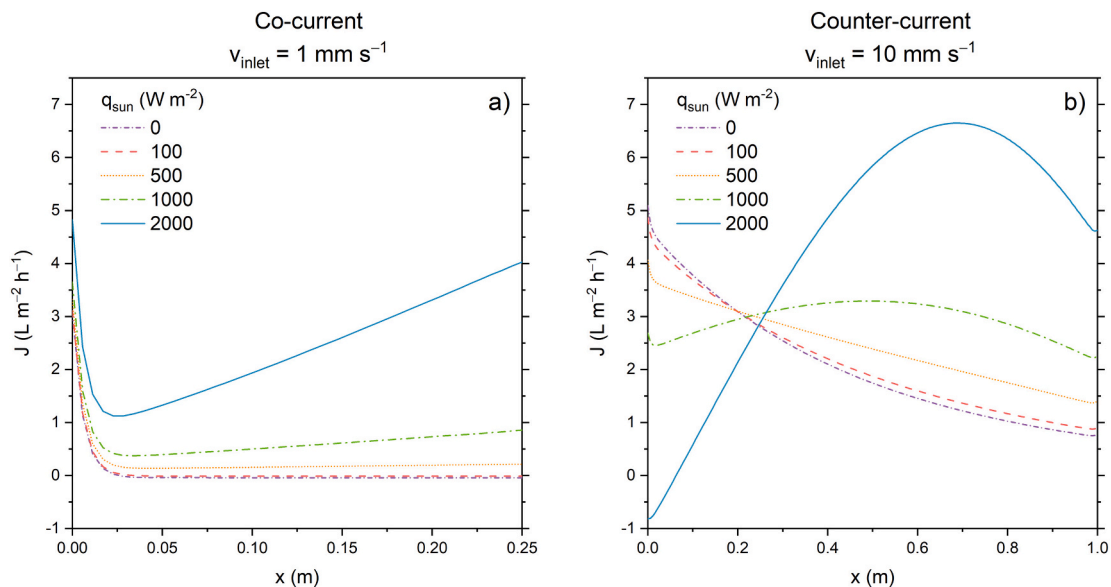 Co-current
v_inlet = 1 mm s⁻¹
a)
q_sun (W m⁻²)
0
100
500
1000
2000
7
6
5
4
3
2
1
0
-1
J (L m⁻² h⁻¹)
0.00 0.05 0.10 0.15 0.20 0.25
x (m)
Counter-current
v_inlet = 10 mm s⁻¹
b)
q_sun (W m⁻²)
0
100
500
1000
2000
7
6
5
4
3
2
1
0
-1
J (L m⁻² h⁻¹)
0.0 0.2 0.4 0.6 0.8 1.0
x (m)